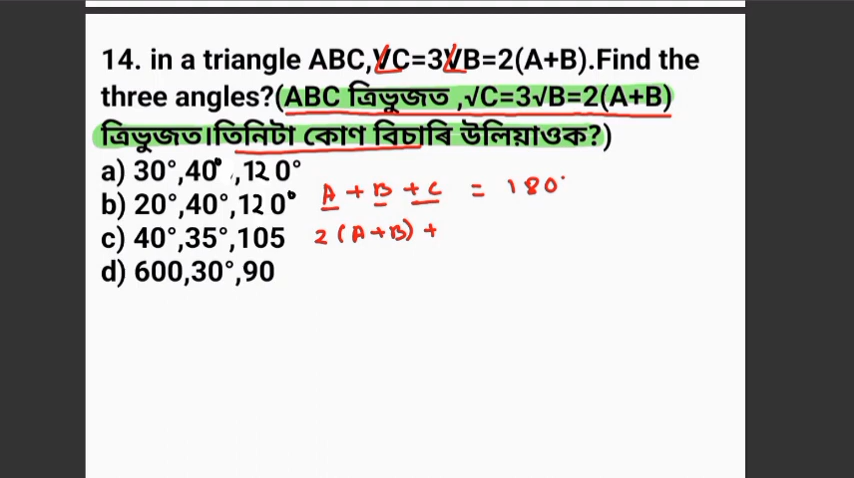 14. in a triangle ABC,√C=3√B=2(A+B).Find the
three angles?(ABC ত্রিভুজত ,√C=3√B=2(A+B)
ত্রিভুজত।তিনিটা কোণ বিচাৰি উলিয়াওক?)
a) 30°,40° ,120°
b) 20°,40°,120°
c) 40°,35°,105
d) 600,30°,90
A + B + C = 180°
2 (A+B) +